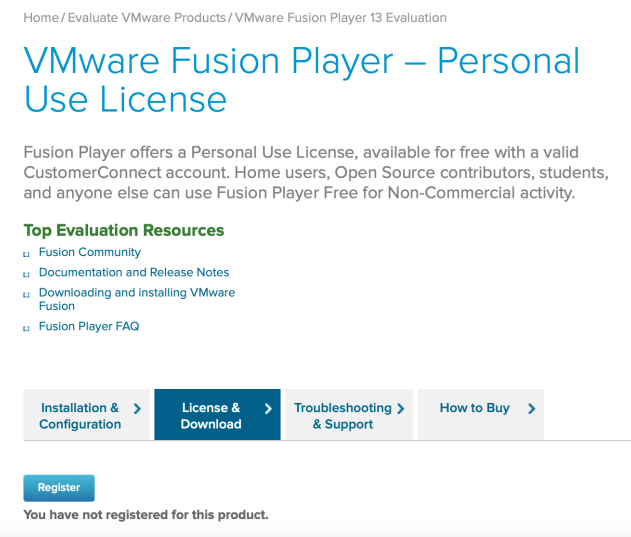 Home / Evaluate VMware Products / VMware Fusion Player 13 Evaluation
VMware Fusion Player – Personal
Use License
Fusion Player offers a Personal Use License, available for free with a valid
CustomerConnect account. Home users, Open Source contributors, students,
and anyone else can use Fusion Player Free for Non-Commercial activity.
Top Evaluation Resources
Fusion Community
Documentation and Release Notes
Downloading and installing VMware
Fusion
Fusion Player FAQ
Installation &
Configuration
License &
Download
Troubleshooting
& Support
How to Buy
Register
You have not registered for this product.